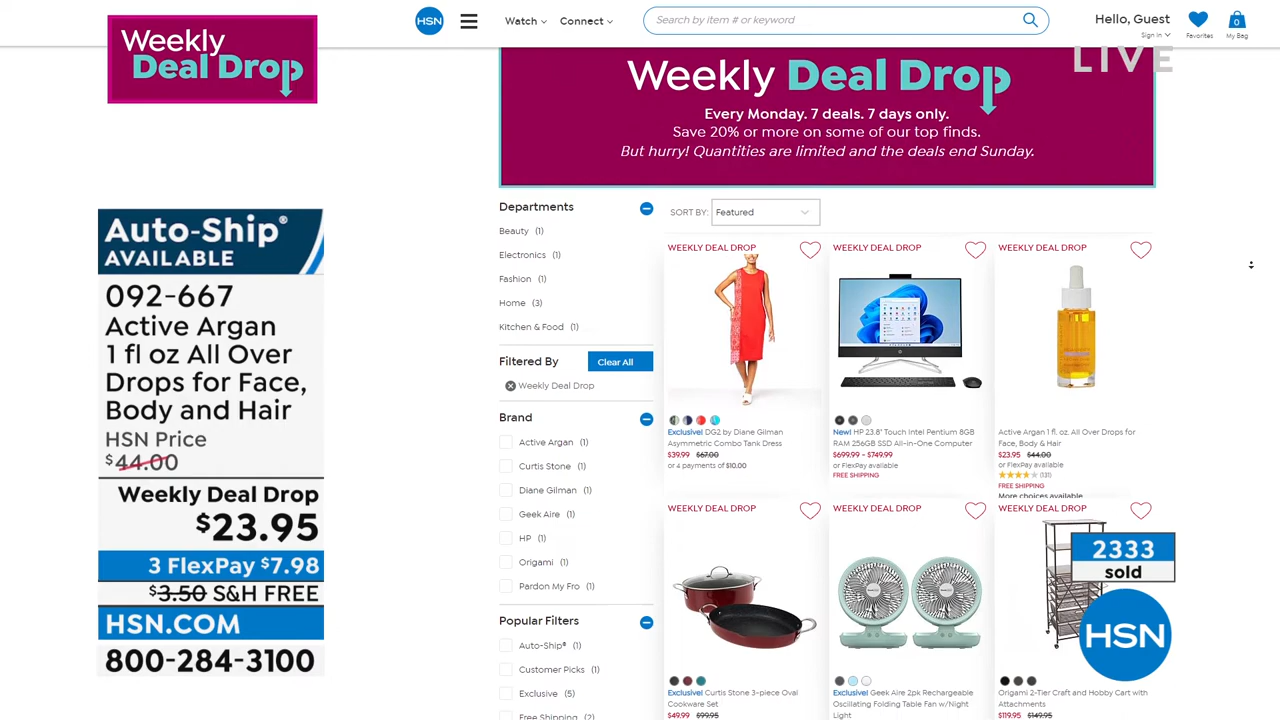 Weekly
Deal Drop
HSN
Watch
Connect
Search by item # or keyword
Hello, Guest
Sign in
Favorites
0
My Bag
LIVE
Weekly Deal Drop
Every Monday. 7 deals. 7 days only.
Save 20% or more on some of our top finds.
But hurry! Quantities are limited and the deals end Sunday.
Auto-Ship®
AVAILABLE
092-667
Active Argan
1 fl oz All Over
Drops for Face,
Body and Hair
HSN Price
$44.00
Weekly Deal Drop
$23.95
3 FlexPay $7.98
$3.50 S&H FREE
HSN.COM
800-284-3100
Departments
Beauty (1)
Electronics (1)
Fashion (1)
Home (3)
Kitchen & Food (1)
Filtered By
Clear All
Weekly Deal Drop
Brand
Active Argan (1)
Curtis Stone (1)
Diane Gilman (1)
Geek Aire (1)
HP (1)
Origami (1)
Pardon My Fro (1)
Popular Filters
Auto-Ship® (1)
Customer Picks (1)
Exclusive (5)
Free Shipping (2)
SORT BY: Featured
WEEKLY DEAL DROP
Exclusive! DG2 by Diane Gilman
Asymmetric Combo Tank Dress
$39.99 $67.00
or 4 payments of $10.00
WEEKLY DEAL DROP
New! HP 23.8" Touch Intel Pentium 8GB
RAM 256GB SSD All-in-One Computer
$699.99 - $749.99
or FlexPay available
FREE SHIPPING
WEEKLY DEAL DROP
Active Argan 1 fl. oz. All Over Drops for
Face, Body & Hair
$23.95 $44.00
or FlexPay available
(131)
FREE SHIPPING
More choices available
WEEKLY DEAL DROP
Exclusive! Curtis Stone 3-piece Oval
Cookware Set
$49.99 $99.95
WEEKLY DEAL DROP
Exclusive! Geek Aire 2pk Rechargeable
Oscillating Folding Table Fan w/Night
Light
WEEKLY DEAL DROP
Origami 2-Tier Craft and Hobby Cart with
Attachments
$119.95 $149.95
2333
sold
HSN